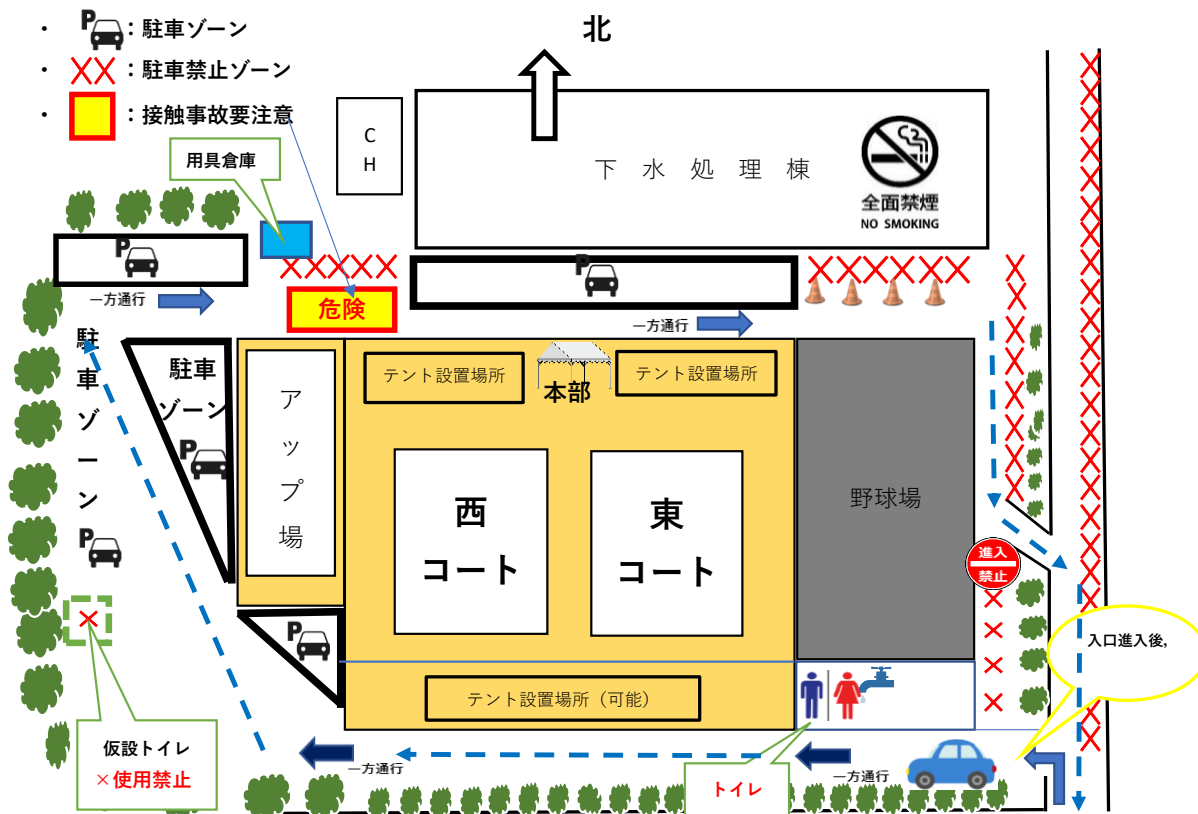 北
・ P：駐車ゾーン
・ ××：駐車禁止ゾーン
・ ：接触事故要注意
用具倉庫
CH
下水処理棟
全面禁煙
NO SMOKING
P
P
危険
一方通行
一方通行
駐車ゾーン
P
駐車
ゾーン
P
アップ場
テント設置場所
本部
テント設置場所
西
コート
東
コート
野球場
進入
禁止
P
入口進入後,
テント設置場所（可能）
仮設トイレ
×使用禁止
一方通行
トイレ
一方通行